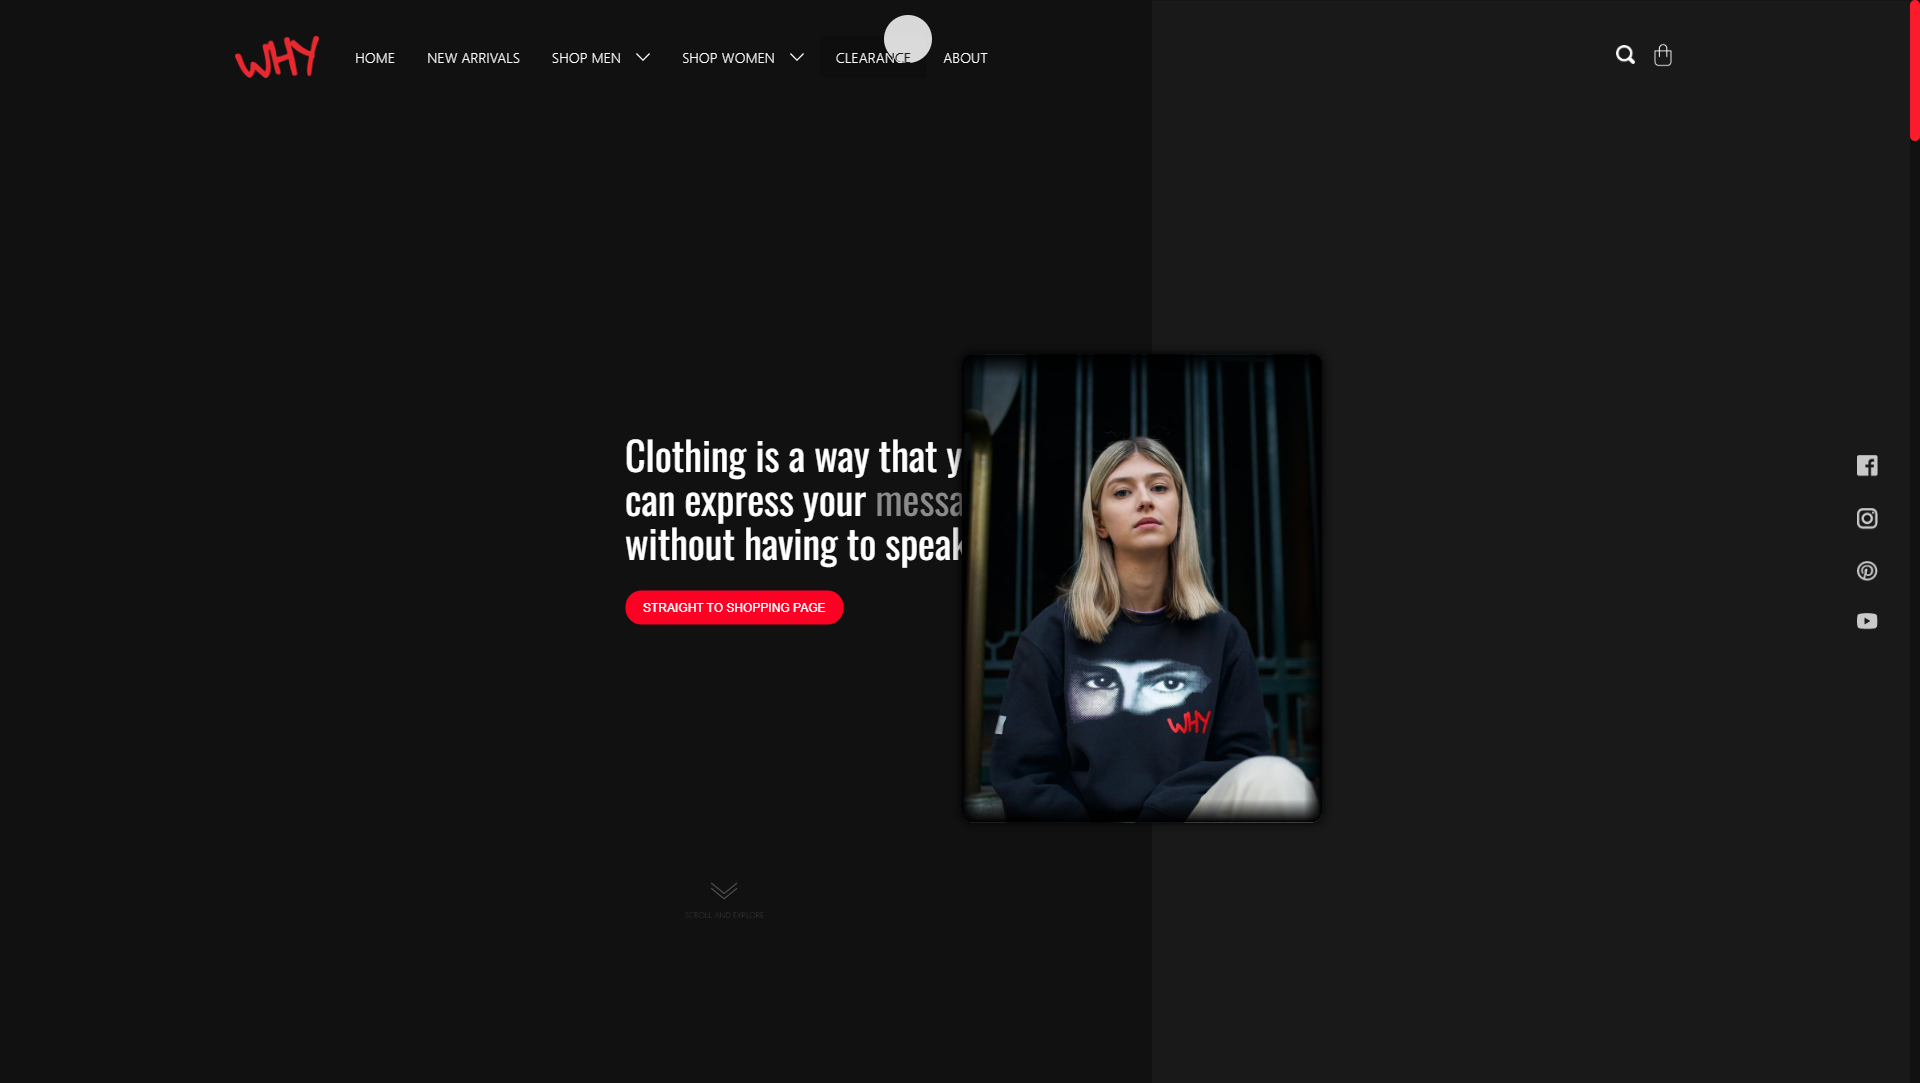 WHY
HOME
NEW ARRIVALS
SHOP MEN
SHOP WOMEN
CLEARANCE
ABOUT
Clothing is a way that y
can express your messa
without having to speak
STRAIGHT TO SHOPPING PAGE
WHY
SCROLL AND EXPLORE